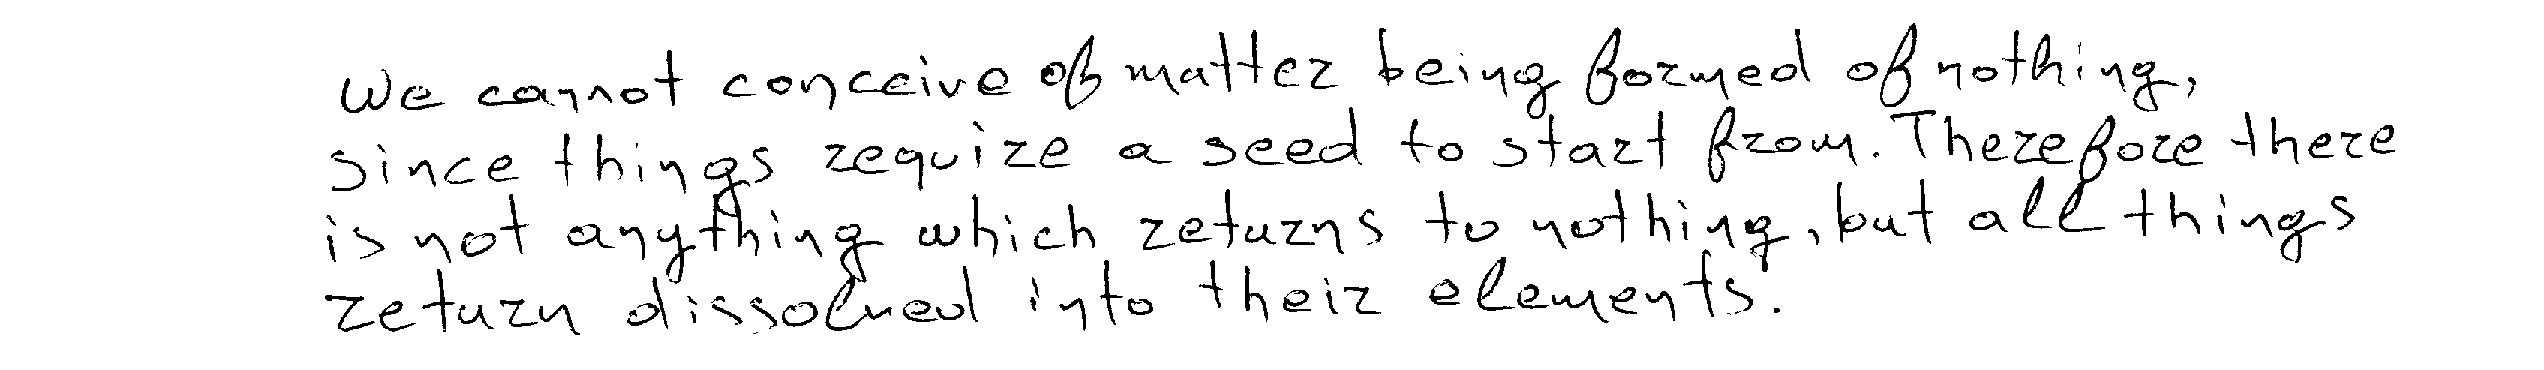 We cannot conceive of matter being formed of nothing,
since things require a seed to start from. Therefore there
is not anything which returns to nothing, but all things
return dissolved into their elements.